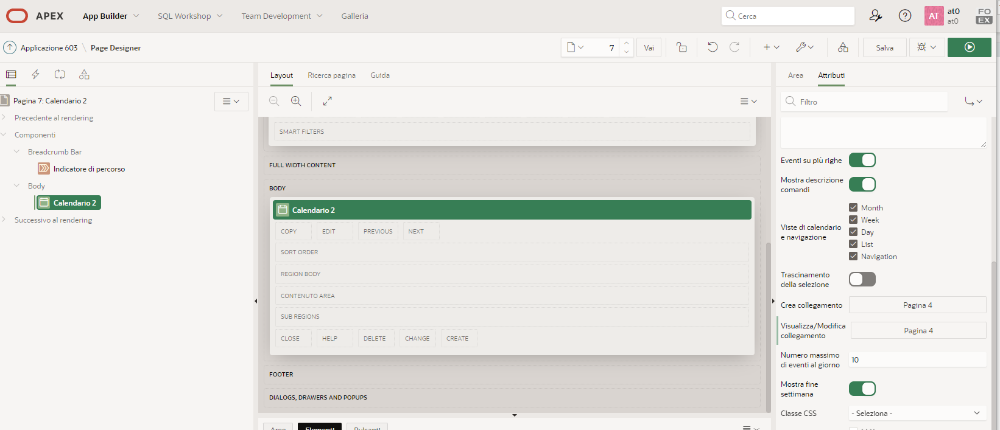 APEX
App Builder
SQL Workshop
Team Development
Galleria
Cerca
AT
at0
at0
FO
EX
Applicazione 603 \ Page Designer
7
Vai
Salva
Pagina 7: Calendario 2
Precedente al rendering
Componenti
Breadcrumb Bar
Indicatore di percorso
Body
Calendario 2
Successivo al rendering
Layout
Ricerca pagina
Guida
SMART FILTERS
FULL WIDTH CONTENT
BODY
Calendario 2
COPY
EDIT
PREVIOUS
NEXT
SORT ORDER
REGION BODY
CONTENUTO AREA
SUB REGIONS
CLOSE
HELP
DELETE
CHANGE
CREATE
FOOTER
DIALOGS, DRAWERS AND POPUPS
Aree
Elementi
Pulsanti
Area
Attributi
Filtro
Eventi su più righe
Mostra descrizione
comandi
Viste di calendario
e navigazione
Month
Week
Day
List
Navigation
Trascinamento
della selezione
Crea collegamento
Pagina 4
Visualizza/Modifica
collegamento
Pagina 4
Numero massimo
di eventi al giorno
10
Mostra fine
settimana
Classe CSS
- Seleziona -